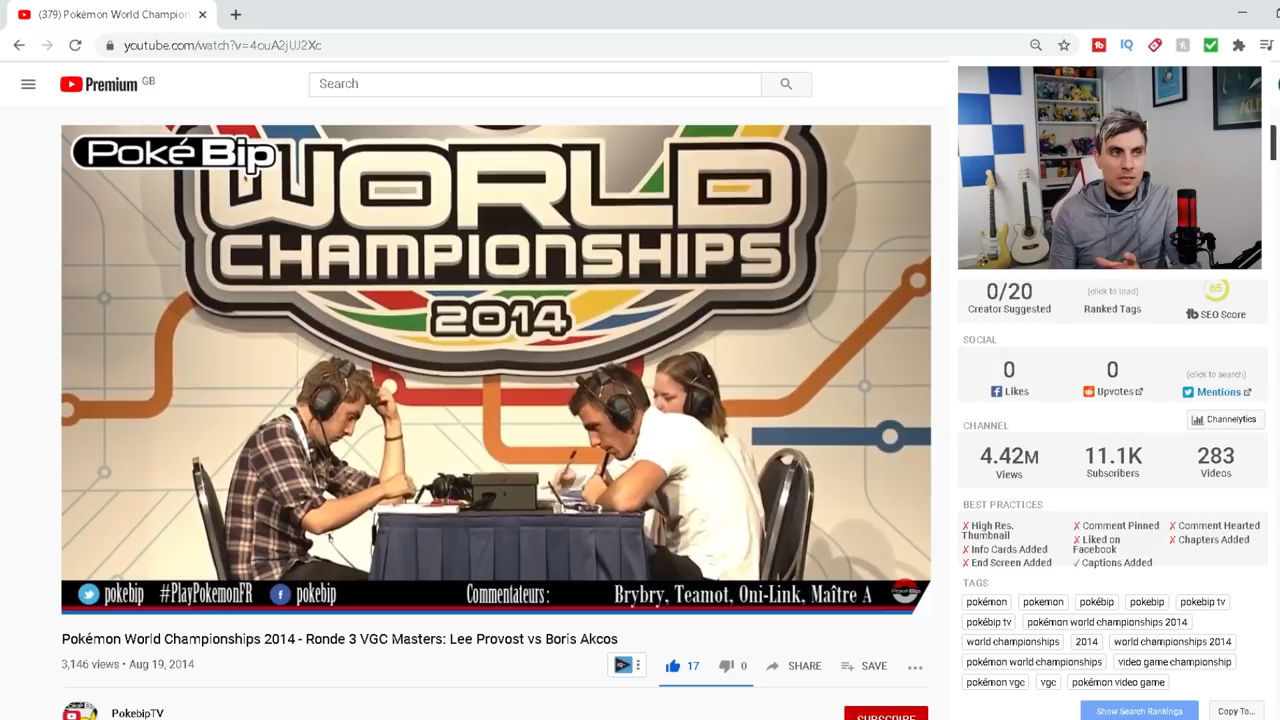 (379) Pokémon World Champion
youtube.com/watch?v=4ouA2jUJ2Xc
Premium GB
Search
Poké Bip
WORLD
CHAMPIONSHIPS
2014
pokebip #PlayPokemonFR pokebip Commentateurs: Brybry, Teamot, Oni-Link, Maître A
Pokémon World Championships 2014 - Ronde 3 VGC Masters: Lee Provost vs Boris Akcos
3,146 views • Aug 19, 2014
17 0 SHARE SAVE
PokebipTV
SUBSCRIBE
0/20
Creator Suggested
(click to load)
Ranked Tags
65
tb SEO Score
SOCIAL
0
Likes
0
Upvotes
(click to search)
Mentions
CHANNEL
Channelytics
4.42M
Views
11.1K
Subscribers
283
Videos
BEST PRACTICES
X High Res. Thumbnail
X Info Cards Added
X End Screen Added
X Comment Pinned
X Liked on Facebook
✓ Captions Added
X Comment Hearted
X Chapters Added
TAGS
pokémon pokemon pokébip pokebip pokebip tv
pokébip tv pokémon world championships 2014
world championships 2014 world championships 2014
pokémon world championships video game championship
pokémon vgc vgc pokémon video game
Show Search Rankings Copy To...